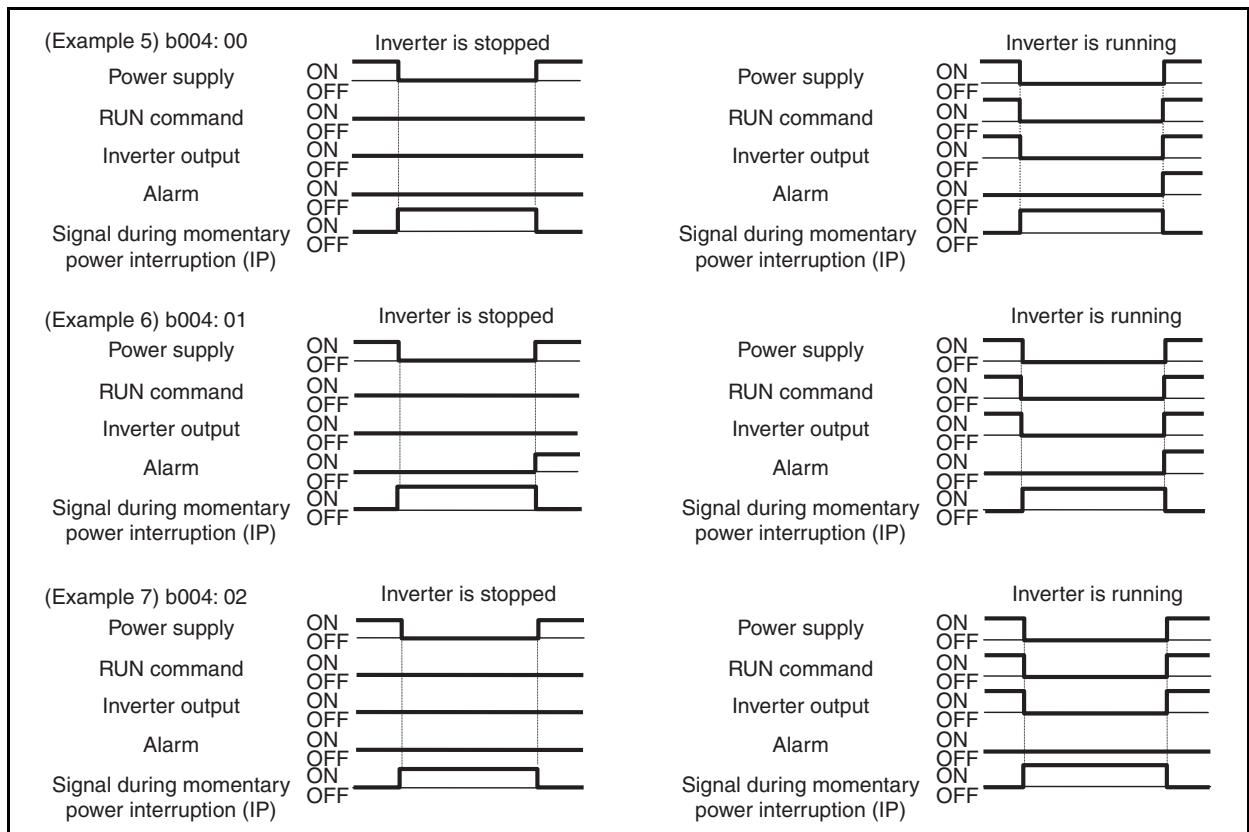 (Example 5) b004: 00
Inverter is stopped
Power supply
ON
OFF
RUN command
ON
OFF
Inverter output
ON
OFF
Alarm
ON
OFF
Signal during momentary
power interruption (IP)
ON
OFF
Inverter is running
Power supply
ON
OFF
RUN command
ON
OFF
Inverter output
ON
OFF
Alarm
ON
OFF
Signal during momentary
power interruption (IP)
ON
OFF
(Example 6) b004: 01
Inverter is stopped
Power supply
ON
OFF
RUN command
ON
OFF
Inverter output
ON
OFF
Alarm
ON
OFF
Signal during momentary
power interruption (IP)
ON
OFF
Inverter is running
Power supply
ON
OFF
RUN command
ON
OFF
Inverter output
ON
OFF
Alarm
ON
OFF
Signal during momentary
power interruption (IP)
ON
OFF
(Example 7) b004: 02
Inverter is stopped
Power supply
ON
OFF
RUN command
ON
OFF
Inverter output
ON
OFF
Alarm
ON
OFF
Signal during momentary
power interruption (IP)
ON
OFF
Inverter is running
Power supply
ON
OFF
RUN command
ON
OFF
Inverter output
ON
OFF
Alarm
ON
OFF
Signal during momentary
power interruption (IP)
ON
OFF